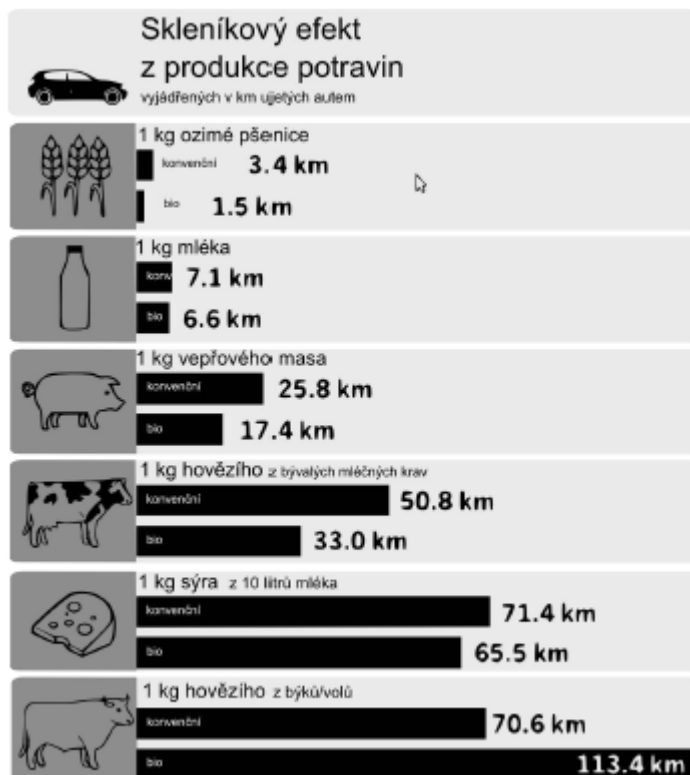 Skleníkový efekt
z produkce potravin
vyjádřených v km ujetých autem
1 kg ozimé pšenice
konvenční 3.4 km
bio 1.5 km
1 kg mléka
konv 7.1 km
bio 6.6 km
1 kg vepřového masa
konvenční 25.8 km
bio 17.4 km
1 kg hovězího z bývalých mléčných krav
konvenční 50.8 km
bio 33.0 km
1 kg sýra z 10 litrů mléka
konvenční 71.4 km
bio 65.5 km
1 kg hovězího z býků/volů
konvenční 70.6 km
bio 113.4 km